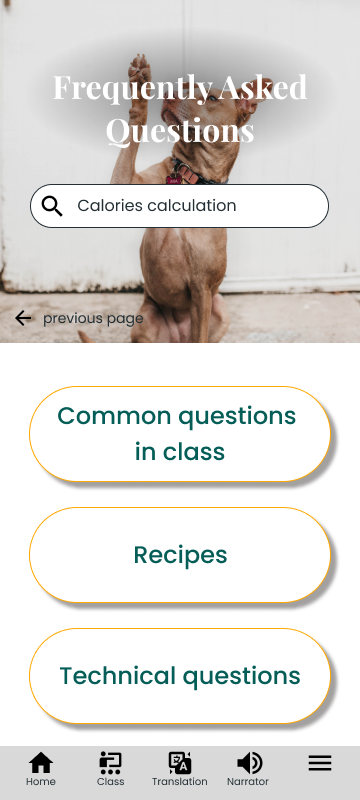 Frequently Asked
Questions
Calories calculation
previous page
Common questions
in class
Recipes
Technical questions
Home
Class
Translation
Narrator